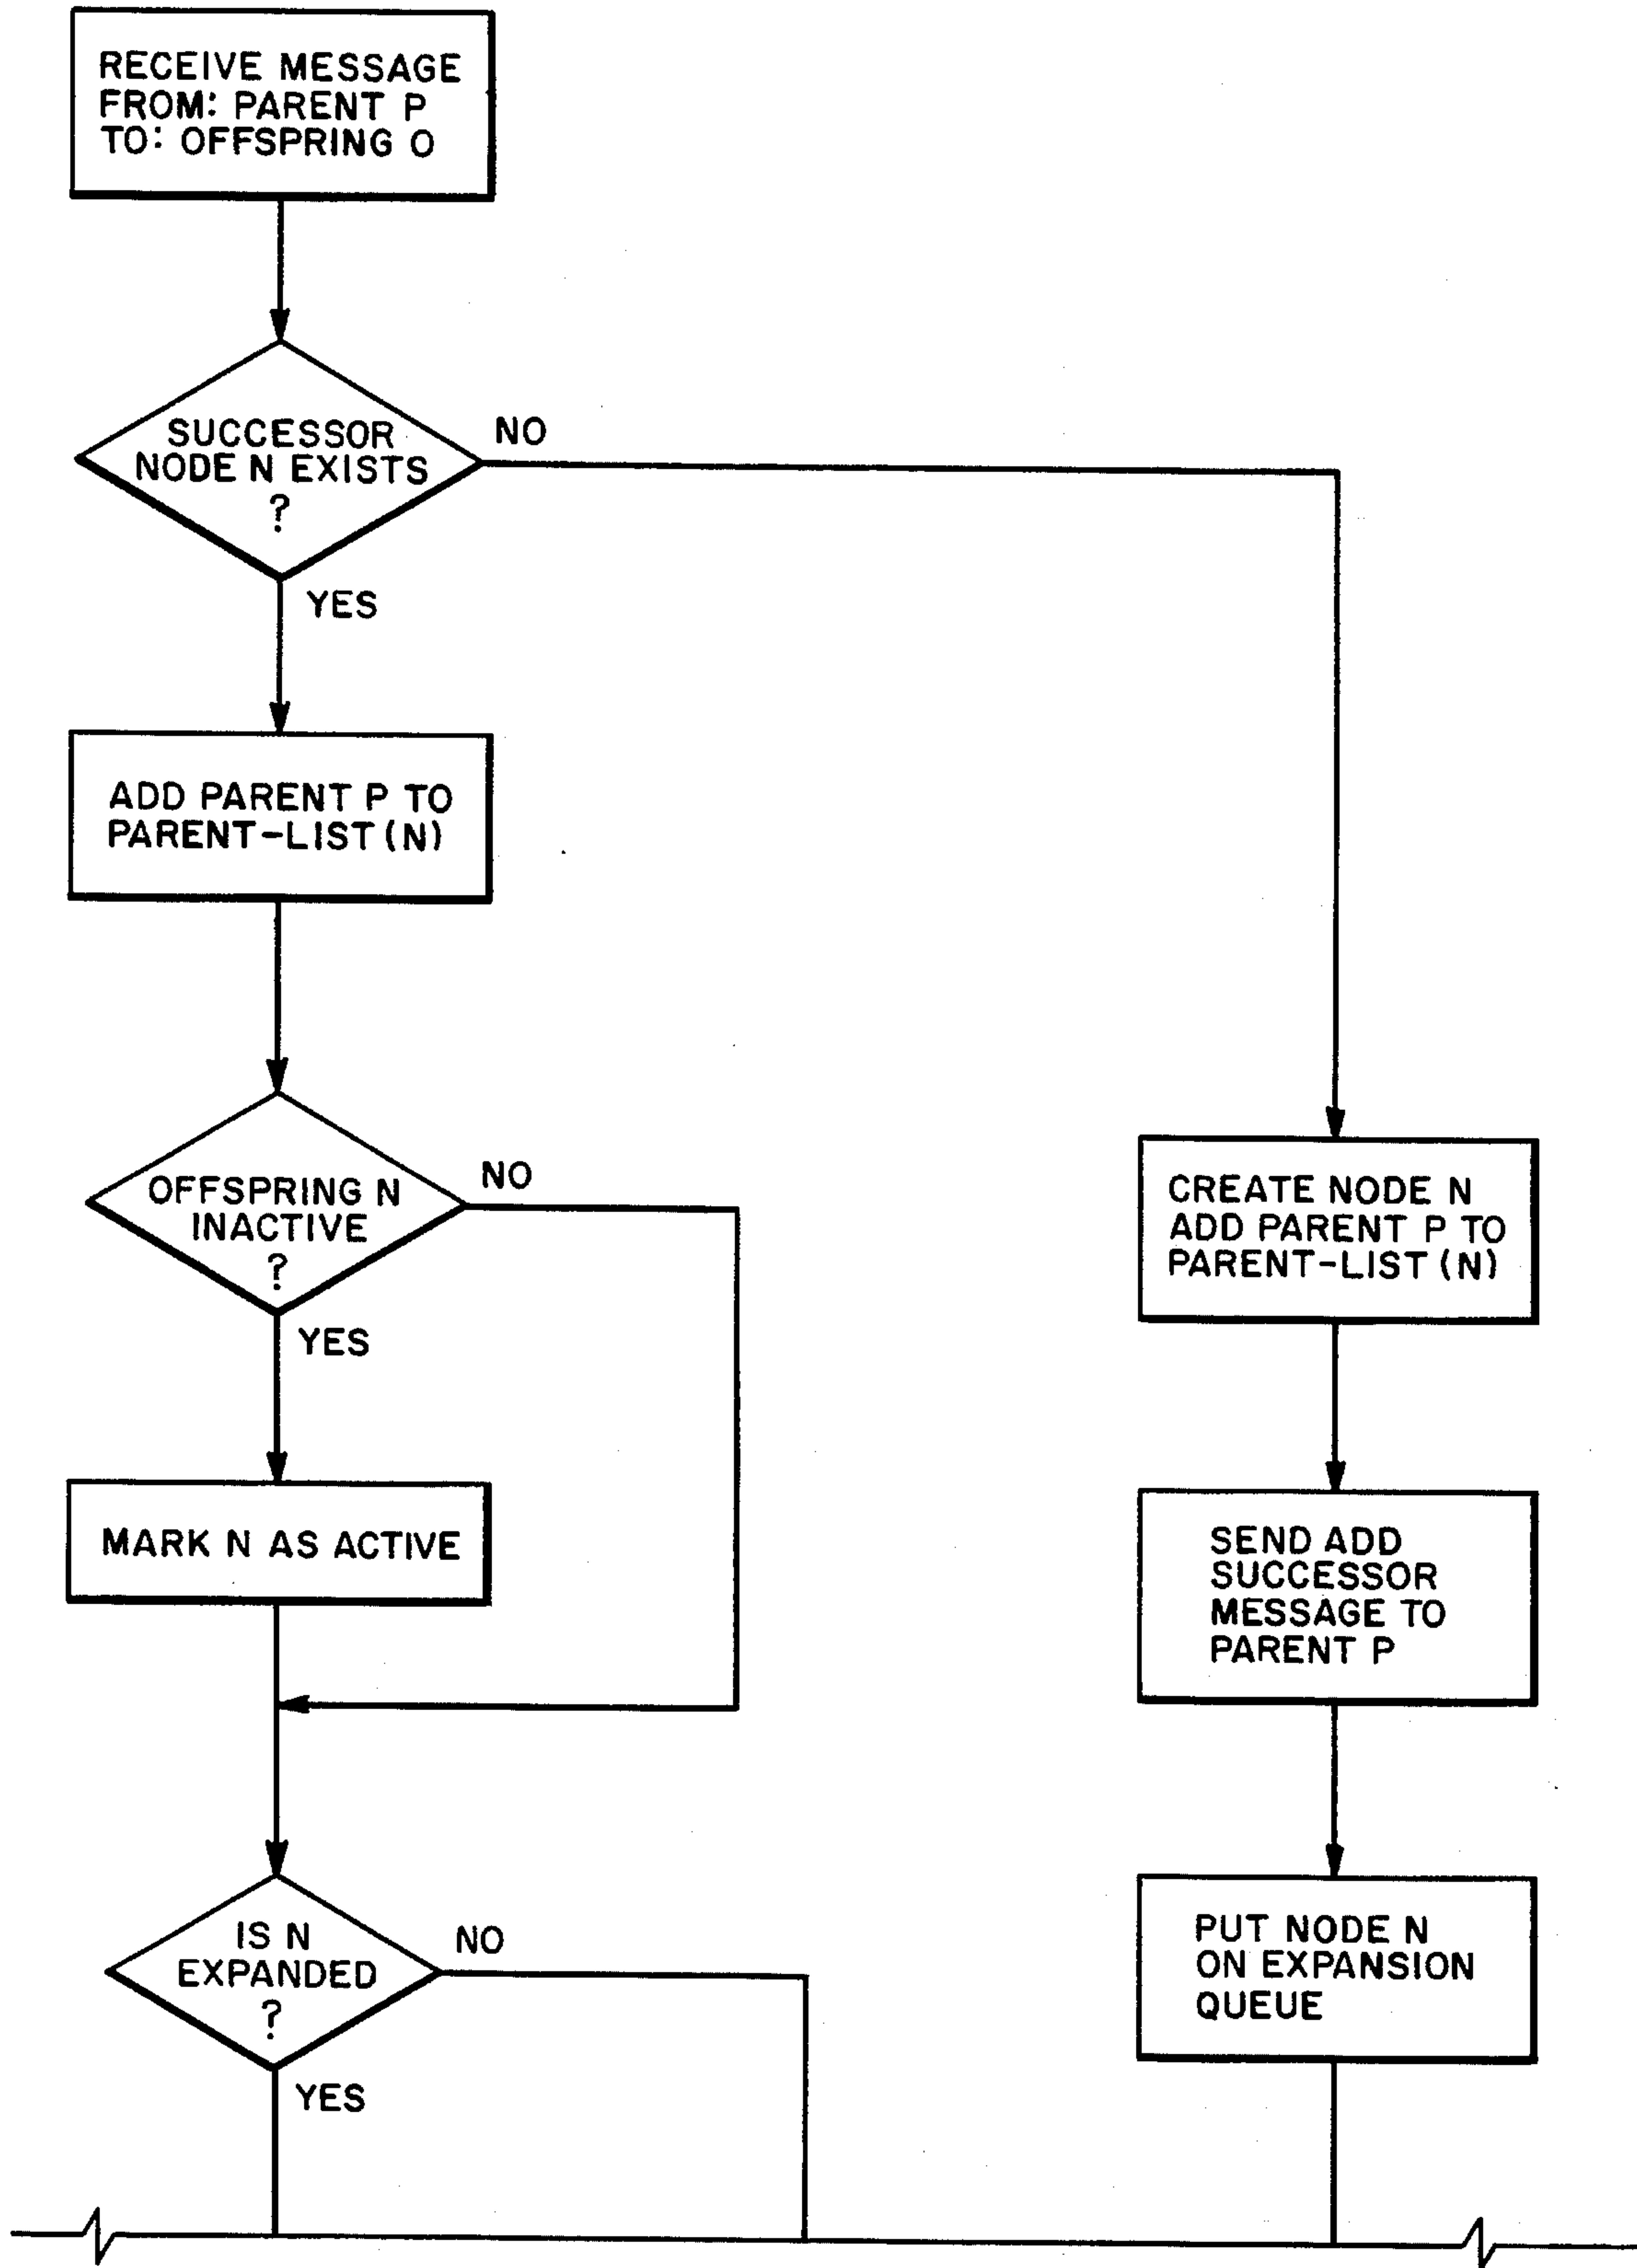 RECEIVE MESSAGE
FROM: PARENT P
TO: OFFSPRING O
SUCCESSOR
NODE N EXISTS
?
NO
YES
ADD PARENT P TO
PARENT-LIST (N)
OFFSPRING N
INACTIVE
?
NO
YES
MARK N AS ACTIVE
IS N
EXPANDED
?
NO
YES
CREATE NODE N
ADD PARENT P TO
PARENT-LIST (N)
SEND ADD
SUCCESSOR
MESSAGE TO
PARENT P
PUT NODE N
ON EXPANSION
QUEUE